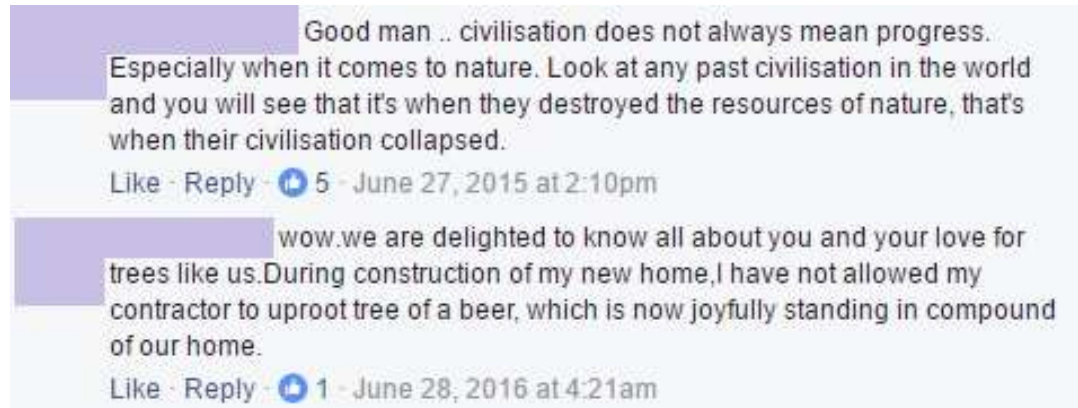 Good man .. civilisation does not always mean progress.
Especially when it comes to nature. Look at any past civilisation in the world
and you will see that it's when they destroyed the resources of nature, that's
when their civilisation collapsed.
Like · Reply · 5 · June 27, 2015 at 2:10pm
wow.we are delighted to know all about you and your love for
trees like us.During construction of my new home,I have not allowed my
contractor to uproot tree of a beer, which is now joyfully standing in compound
of our home.
Like · Reply · 1 · June 28, 2016 at 4:21am